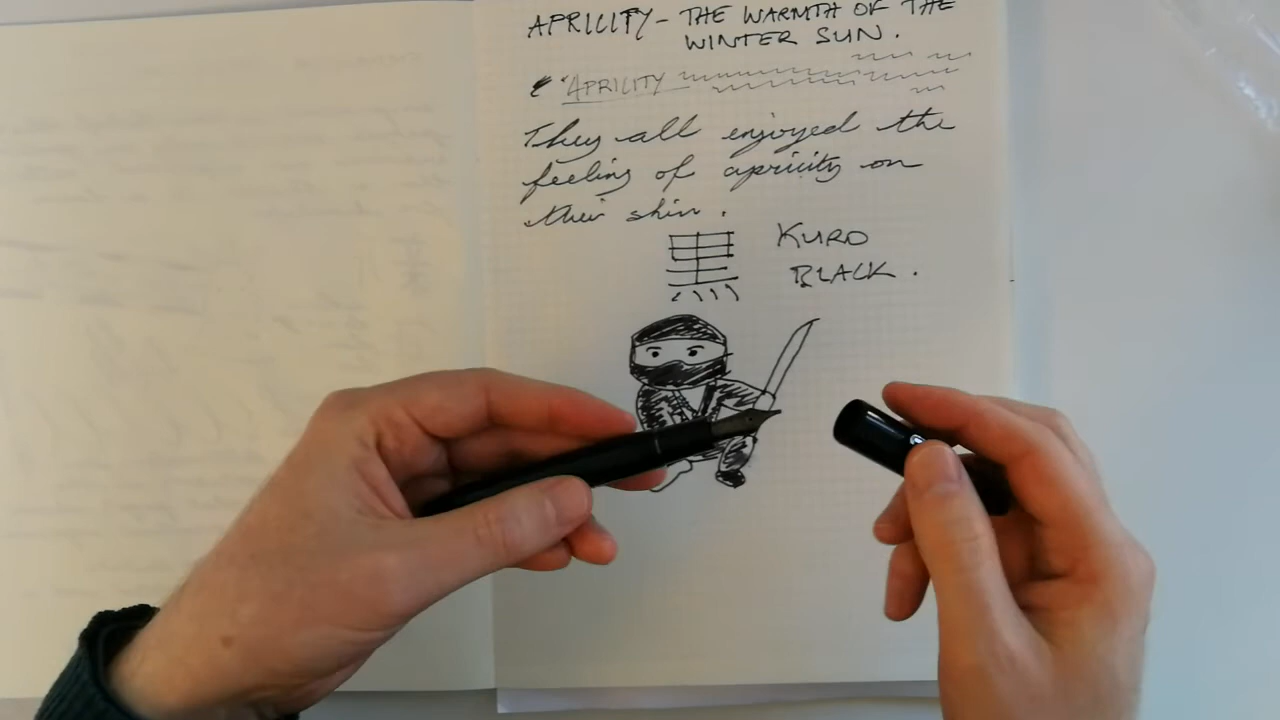 APRICITY – THE WARMTH OF THE
WINTER SUN.
"APRILITY
They all enjoyed the
feeling of apricity on
their skin.
黒 KURO
BLACK.